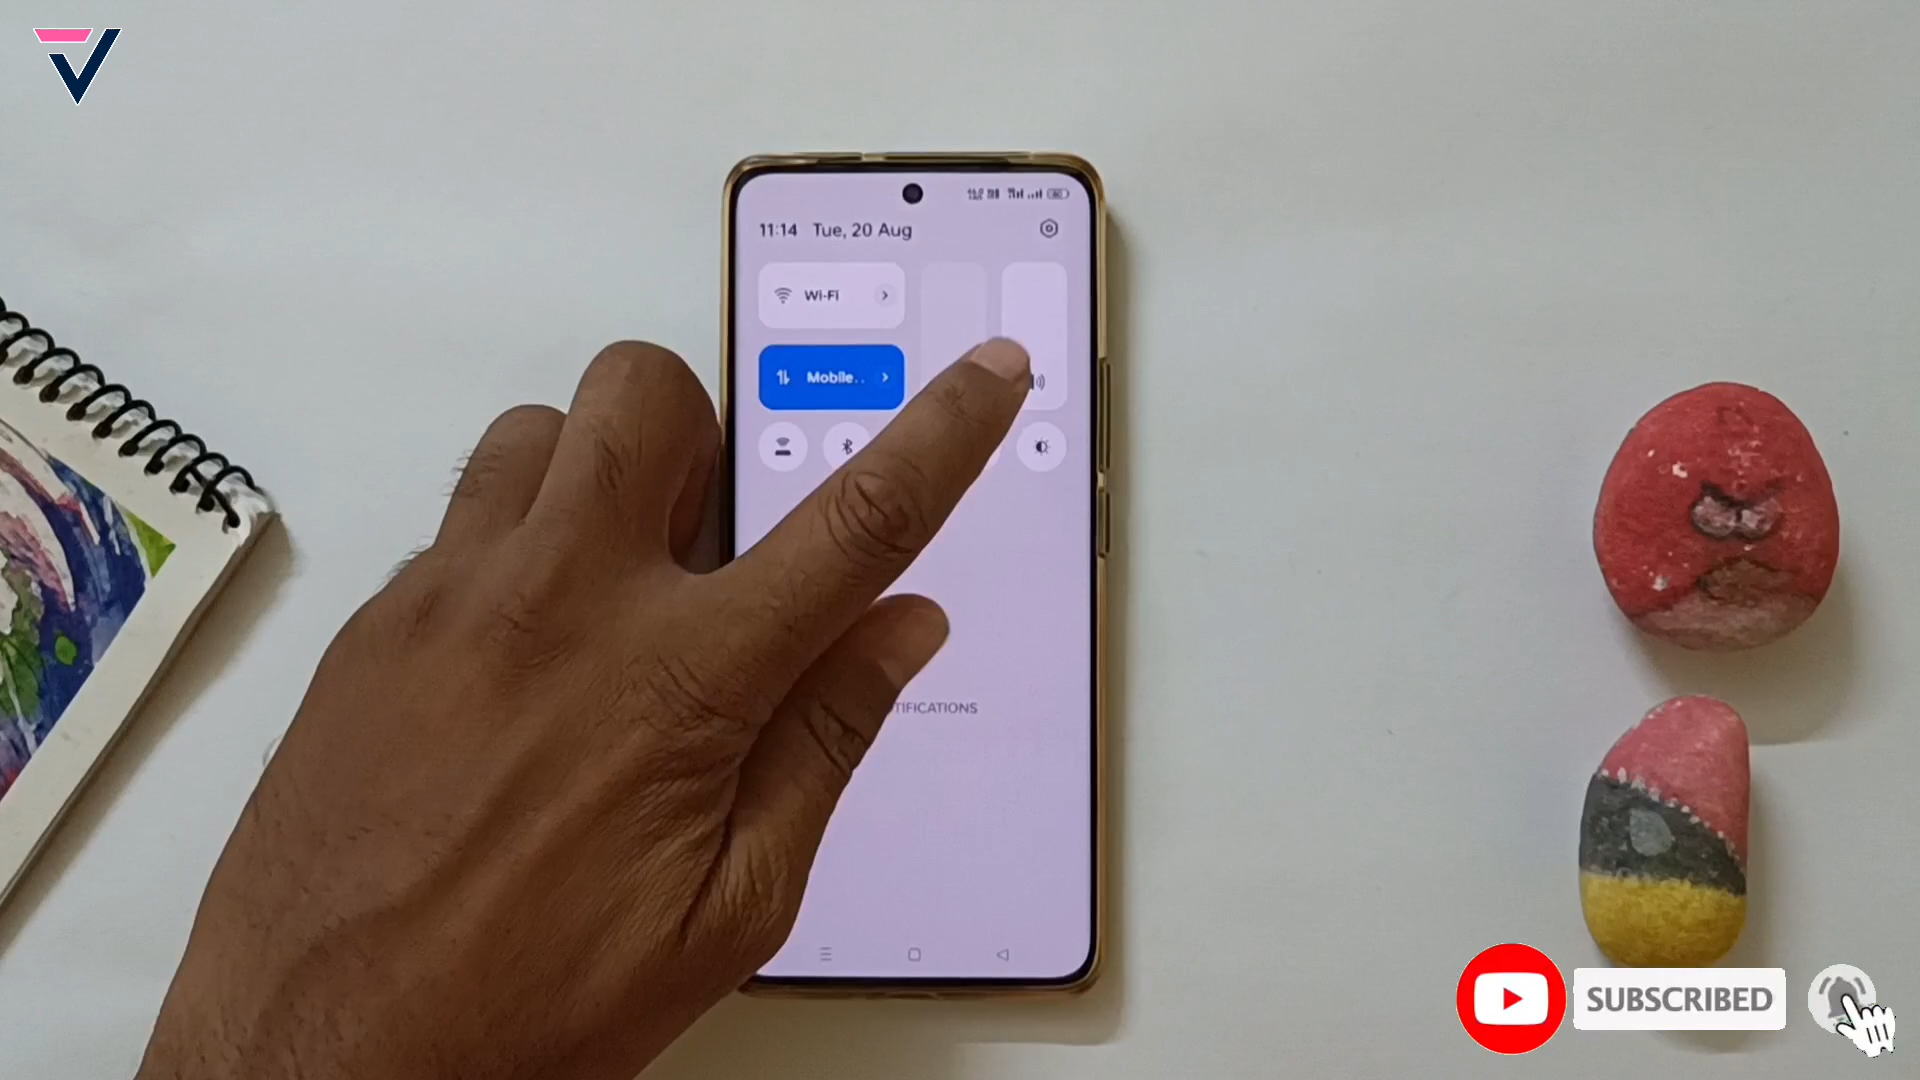 11:14 Tue, 20 Aug
Wi-Fi
Mobile..
TIFICATIONS
SUBSCRIBED